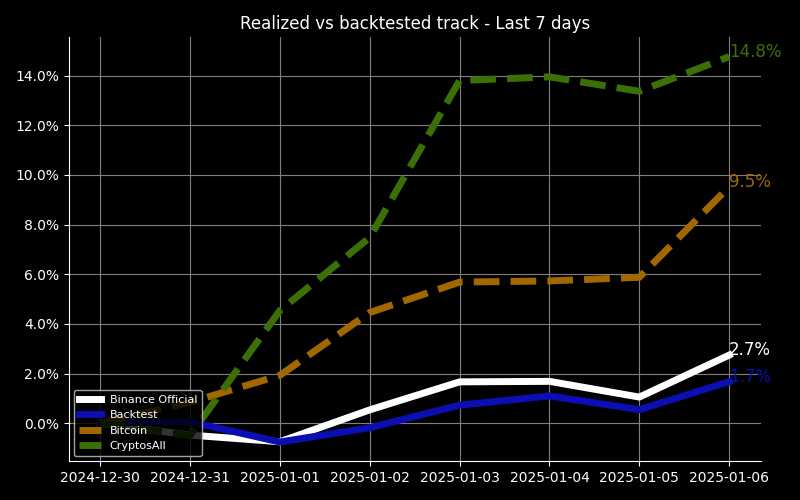 Realized vs backtested track - Last 7 days
14.8%
14.0%
12.0%
10.0%
9.5%
8.0%
6.0%
4.0%
2.7%
2.0%
1.7%
0.0%
Binance Official
Backtest
Bitcoin
CryptosAll
2024-12-30 2024-12-31 2025-01-01 2025-01-02 2025-01-03 2025-01-04 2025-01-05 2025-01-06